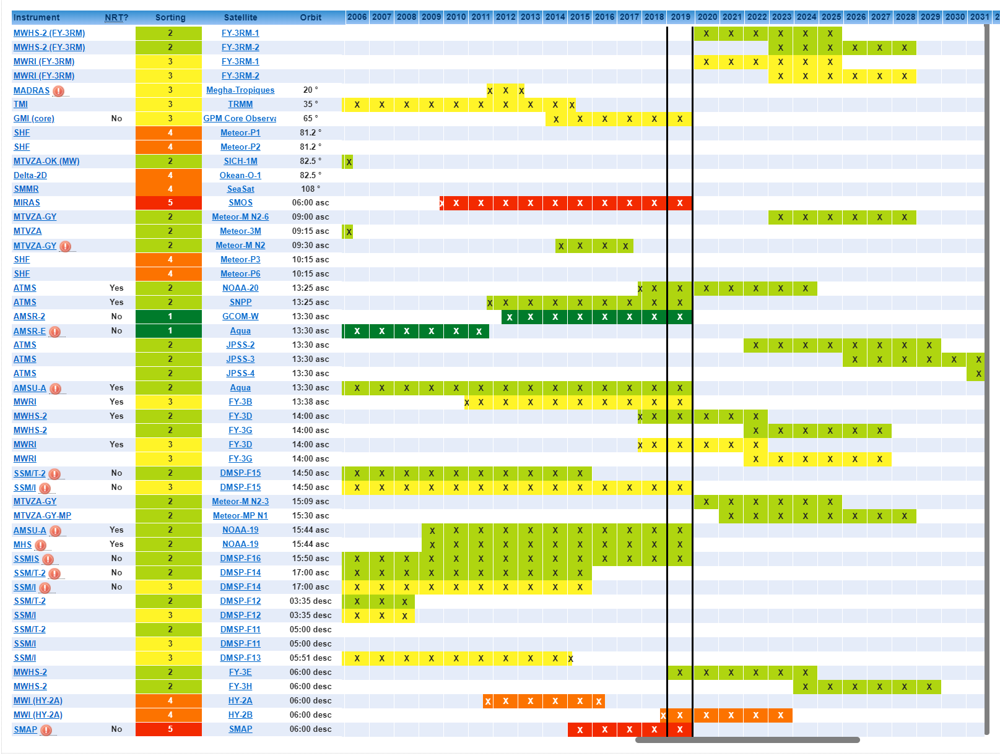 Instrument NRT? Sorting Satellite Orbit 2006 2007 2008 2009 2010 2011 2012 2013 2014 2015 2016 2017 2018 2019 2020 2021 2022 2023 2024 2025 2026 2027 2028 2029 2030 2031 2
MWHS-2 (FY-3RM) 2 FY-3RM-1 X X X X X X
MWHS-2 (FY-3RM) 2 FY-3RM-2 X X X X X X
MWRI (FY-3RM) 3 FY-3RM-1 X X X X X X
MWRI (FY-3RM) 3 FY-3RM-2 X X X X X X
MADRAS ! 3 Megha-Tropiques 20 ° X X X
TMI 3 TRMM 35 ° X X X X X X X X X X
GMI (core) No 3 GPM Core Observa 65 ° X X X X X X
SHF 4 Meteor-P1 81.2 °
SHF 4 Meteor-P2 81.2 °
MTVZA-OK (MW) 2 SICH-1M 82.5 ° X
Delta-2D 4 Okean-O-1 82.5 °
SMMR 4 SeaSat 108 °
MIRAS 5 SMOS 06:00 asc X X X X X X X X X X X
MTVZA-GY 2 Meteor-M N2-6 09:00 asc X X X X X X
MTVZA 2 Meteor-3M 09:15 asc X
MTVZA-GY ! 2 Meteor-M N2 09:30 asc X X X X
SHF 4 Meteor-P3 10:15 asc
SHF 4 Meteor-P6 10:15 asc
ATMS Yes 2 NOAA-20 13:25 asc X X X X X X X X
ATMS Yes 2 SNPP 13:25 asc X X X X X X X X X
AMSR-2 No 1 GCOM-W 13:30 asc X X X X X X X X
AMSR-E ! No 1 Aqua 13:30 asc X X X X X X
ATMS 2 JPSS-2 13:30 asc X X X X X X X X
ATMS 2 JPSS-3 13:30 asc X X X X X X
ATMS 2 JPSS-4 13:30 asc X
AMSU-A ! Yes 2 Aqua 13:30 asc X X X X X X X X X X X X X X
MWRI Yes 3 FY-3B 13:38 asc X X X X X X X X X X
MWHS-2 Yes 2 FY-3D 14:00 asc X X X X X X
MWHS-2 2 FY-3G 14:00 asc X X X X X X
MWRI Yes 3 FY-3D 14:00 asc X X X X X X
MWRI 3 FY-3G 14:00 asc X X X X X X
SSM/T-2 ! No 2 DMSP-F15 14:50 asc X X X X X X X X X X
SSM/I ! No 3 DMSP-F15 14:50 asc X X X X X X X X X X X X X X
MTVZA-GY 2 Meteor-M N2-3 15:09 asc X X X X X X
MTVZA-GY-MP 2 Meteor-MP N1 15:30 asc X X X X X X X X
AMSU-A ! Yes 2 NOAA-19 15:44 asc X X X X X X X X X X X
MHS ! Yes 2 NOAA-19 15:44 asc X X X X X X X X X X X
SSMIS ! No 2 DMSP-F16 15:50 asc X X X X X X X X X X X X X X
SSM/T-2 ! No 2 DMSP-F14 17:00 asc X X X X X X X X X X
SSM/I ! No 3 DMSP-F14 17:00 asc X X X X X X X X X X
SSM/T-2 2 DMSP-F12 03:35 desc X X X
SSM/I 3 DMSP-F12 03:35 desc X X X
SSM/T-2 2 DMSP-F11 05:00 desc
SSM/I 3 DMSP-F11 05:00 desc
SSM/I 3 DMSP-F13 05:51 desc X X X X X X X X X X
MWHS-2 2 FY-3E 06:00 desc X X X X X X
MWHS-2 2 FY-3H 06:00 desc X X X X X X
MWI (HY-2A) 4 HY-2A 06:00 desc X X X X X X
MWI (HY-2A) 4 HY-2B 06:00 desc X X X X X X
SMAP ! No 5 SMAP 06:00 desc X X X X X